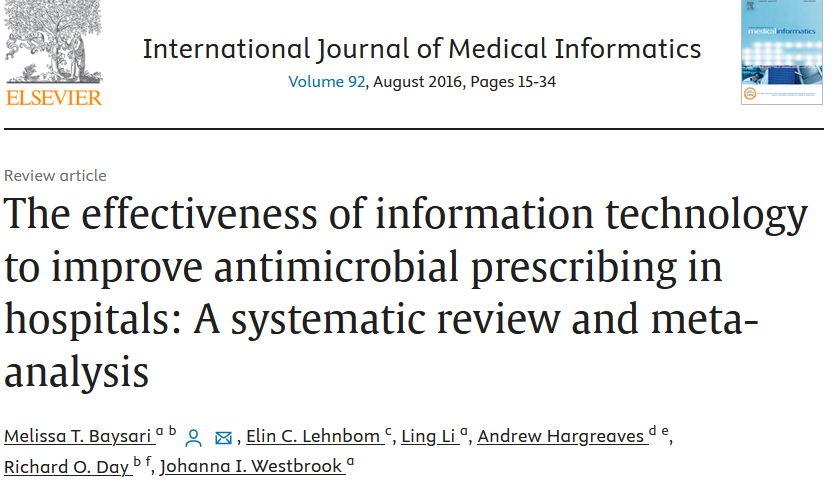 International Journal of Medical Informatics
Volume 92, August 2016, Pages 15-34
ELSEVIER
medical informatics
Review article
The effectiveness of information technology
to improve antimicrobial prescribing in
hospitals: A systematic review and meta-
analysis
Melissa T. Baysari a b , Elin C. Lehnbom c, Ling Li a, Andrew Hargreaves d e,
Richard O. Day b f, Johanna I. Westbrook a